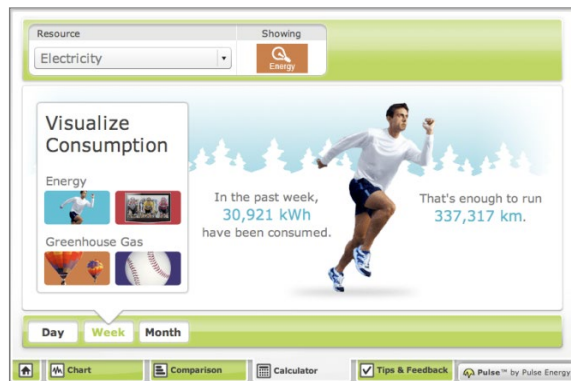 Resource
Showing
Electricity
Energy
Visualize
Consumption
Energy
Greenhouse Gas
In the past week,
30,921 kWh
have been consumed.
That's enough to run
337,317 km.
Day
Week
Month
Chart
Comparison
Calculator
Tips & Feedback
Pulse™ by Pulse Energy